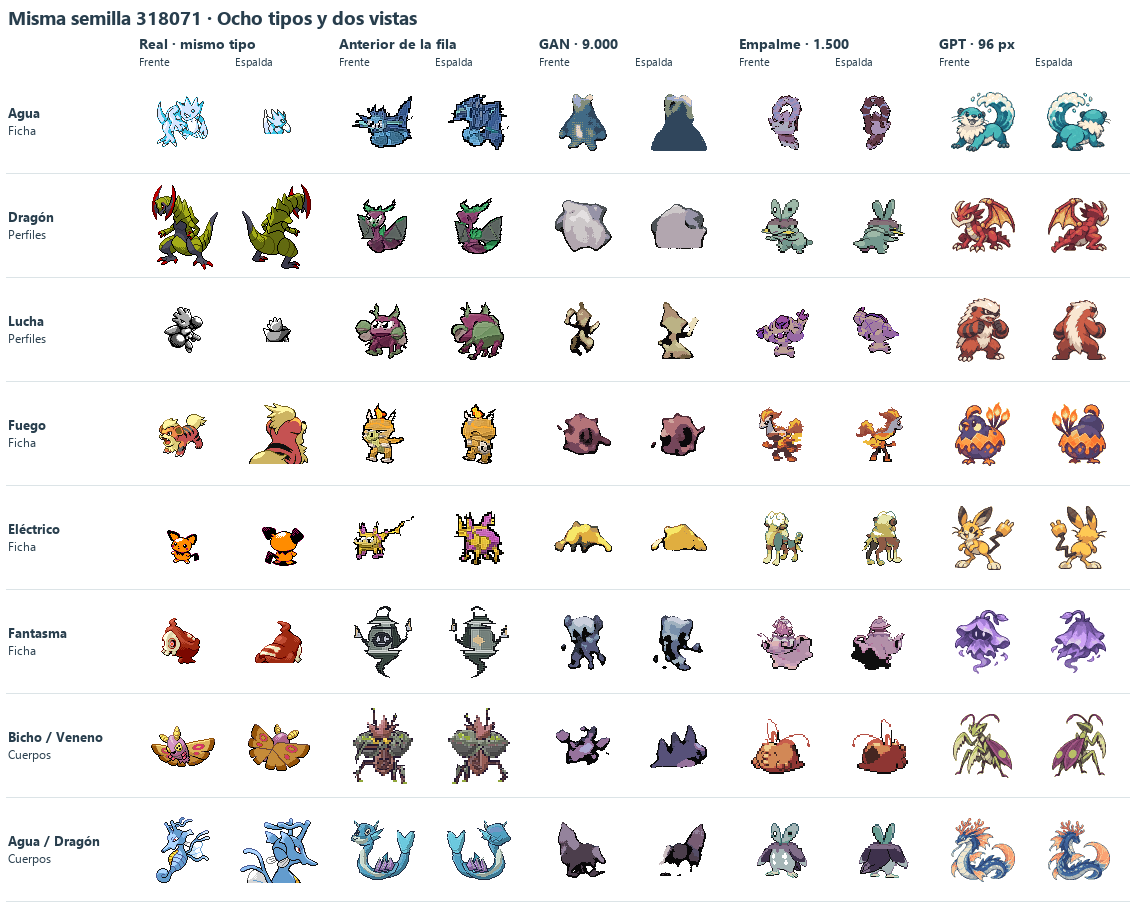 Misma semilla 318071 · Ocho tipos y dos vistas
Real · mismo tipo Anterior de la fila GAN · 9.000 Empalme · 1.500 GPT · 96 px
Frente Espalda Frente Espalda Frente Espalda Frente Espalda Frente Espalda
Agua
Ficha
Dragón
Perfiles
Lucha
Perfiles
Fuego
Ficha
Eléctrico
Ficha
Fantasma
Ficha
Bicho / Veneno
Cuerpos
Agua / Dragón
Cuerpos